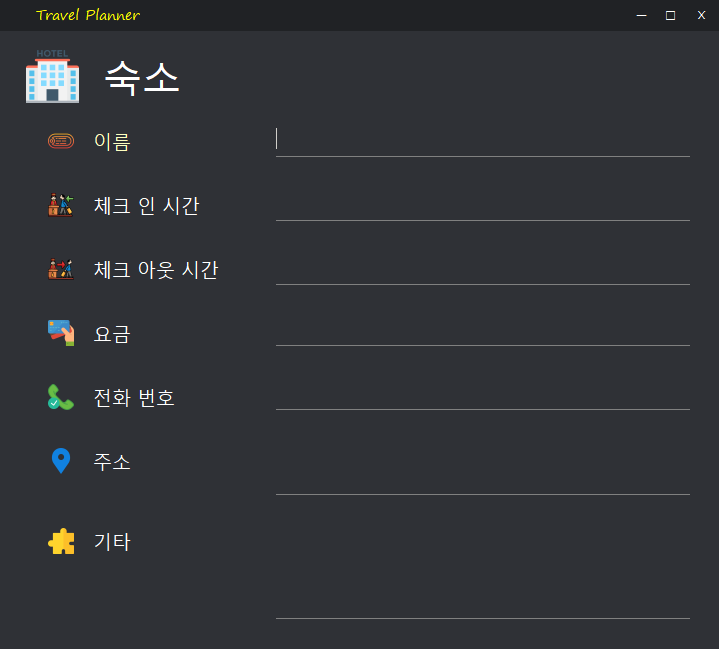 Travel Planner
HOTEL
숙소
이름
체크 인 시간
체크 아웃 시간
요금
전화 번호
주소
기타